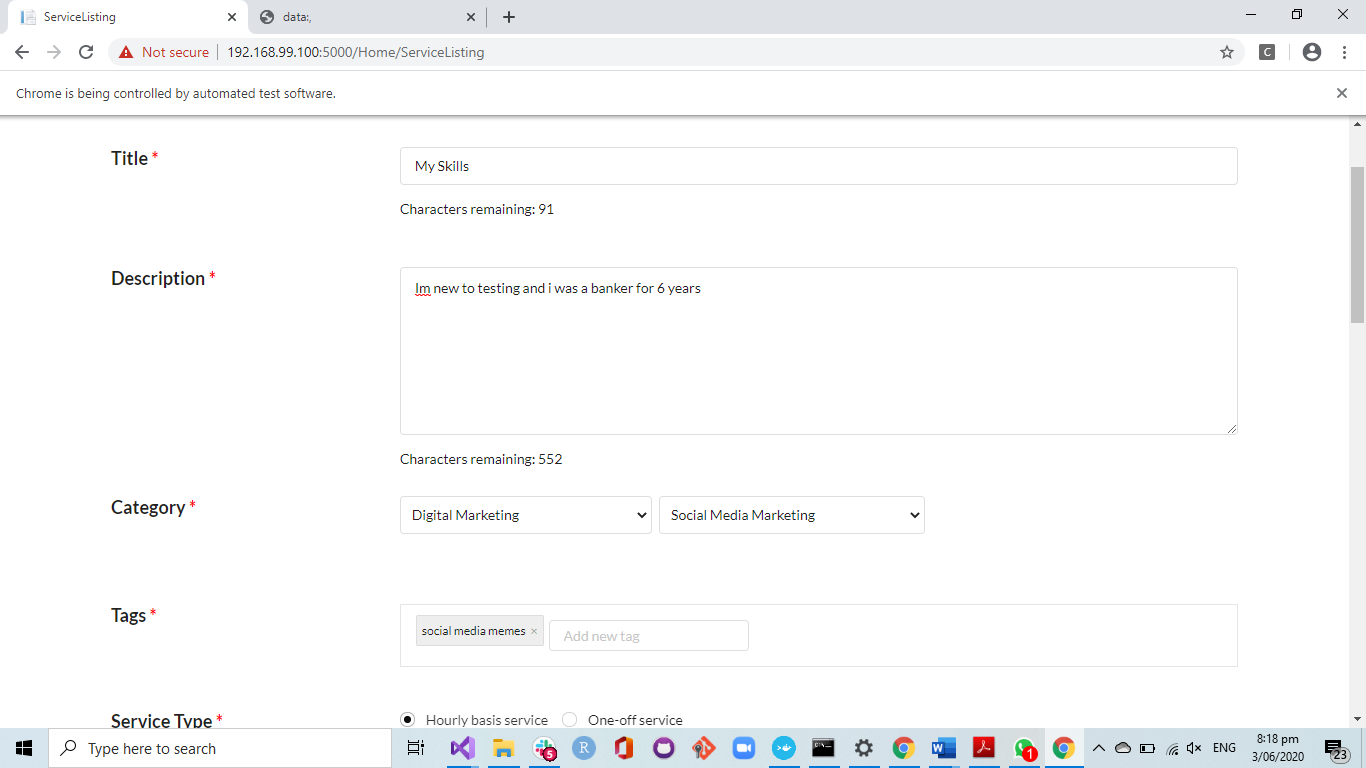 ServiceListing
data:,
Not secure
192.168.99.100:5000/Home/ServiceListing
C
Chrome is being controlled by automated test software.
Title *
My Skills
Characters remaining: 91
Description *
Im new to testing and i was a banker for 6 years
Characters remaining: 552
Category *
Digital Marketing
Social Media Marketing
Tags *
social media memes ×
Add new tag
Service Type *
Hourly basis service
One-off service
Type here to search
5
R
W
1
ENG
8:18 pm
3/06/2020
23